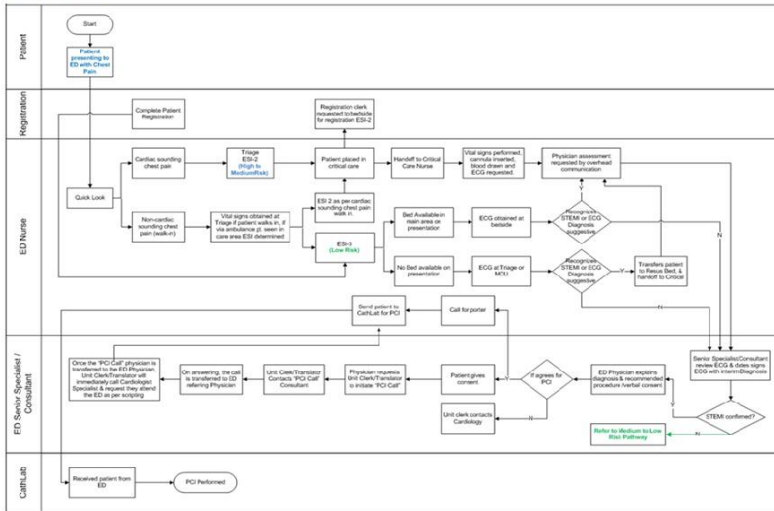 Patient
Start
Patient
presenting to
ED with Chest
Pain
Registration
Complete Patient
Registration
Registration clerk
requested to bedside
for registration ESI-2
ED Nurse
Quick Look
Cardiac sounding
chest pain
Triage
ESI-2
(High to
MediumRisk)
Patient placed in
critical care
Handoff to Critical
Care Nurse
Vital signs performed,
cannula inserted,
blood drawn and
ECG requested.
Physician assessment
requested by overhead
communication
Non-cardiac
sounding chest
pain (walk-in)
Vital signs obtained at
Triage if patient walks in, if
via ambulance pt. seen in
care area ESI determined
ESI 2 as per cardiac
sounding chest pain
walk in.
ESI-3
(Low Risk)
Bed Available in
main area or
presentation
ECG obtained at
bedside
Recognizes
STEMI or ECG
Diagnosis
suggestive
Y
N
No Bed available on
presentation
ECG at Triage or
MCU
Recognizes
STEMI or ECG
Diagnosis
suggestive
Y
N
Transfers patient
to Resus Bed, &
handoff to Critical
Send patient to
CathLab for PCI
Call for porter
ED Senior Specialist /
Consultant
Once the "PCI Call" physician is
transferred to the ED Physician,
Unit Clerk/Translator will
immediately call Cardiologist
Specialist & request they attend
the ED as per scripting
On answering, the call
is transferred to ED
referring Physician
Unit Clerk/Translator
Contacts "PCI Call"
Consultant
Physician requests
Unit Clerk/Translator
to initiate "PCI Call"
Patient gives
consent
Y
If agrees for
PCI
N
Unit clerk contacts
Cardiology
ED Physician explains
diagnosis & recommended
procedure /verbal consent
Senior Specialist/Consultant
review ECG & dates signs
ECG with Interim Diagnosis
Y
STEMI confirmed?
N
Refer to Medium to Low
Risk Pathway
CathLab
Received patient from
ED
PCI Performed